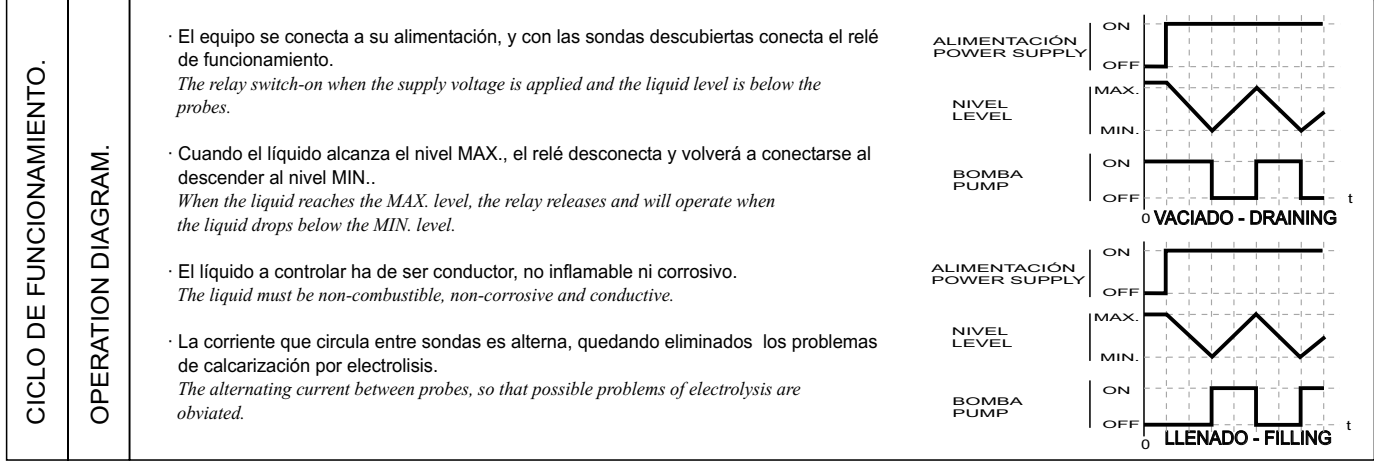 CICLO DE FUNCIONAMIENTO.
OPERATION DIAGRAM.
· El equipo se conecta a su alimentación, y con las sondas descubiertas conecta el relé
de funcionamiento.
The relay switch-on when the supply voltage is applied and the liquid level is below the
probes.
· Cuando el líquido alcanza el nivel MAX., el relé desconecta y volverá a conectarse al
descender al nivel MIN..
When the liquid reaches the MAX. level, the relay releases and will operate when
the liquid drops below the MIN. level.
· El líquido a controlar ha de ser conductor, no inflamable ni corrosivo.
The liquid must be non-combustible, non-corrosive and conductive.
· La corriente que circula entre sondas es alterna, quedando eliminados los problemas
de calcarización por electrolisis.
The alternating current between probes, so that possible problems of electrolysis are
obviated.
ALIMENTACIÓN
POWER SUPPLY
ON
OFF
NIVEL
LEVEL
MAX.
MIN.
BOMBA
PUMP
ON
OFF
t
0
VACIADO - DRAINING
ALIMENTACIÓN
POWER SUPPLY
ON
OFF
NIVEL
LEVEL
MAX.
MIN.
BOMBA
PUMP
ON
OFF
t
0
LLENADO - FILLING